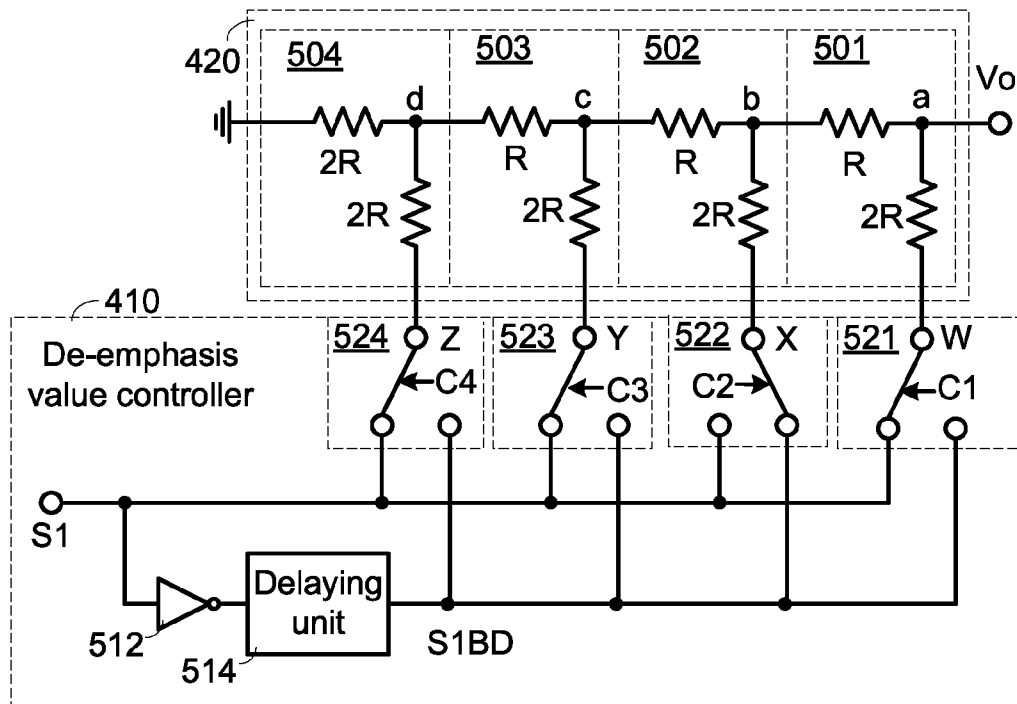 420
504
503
502
501
Vo
d
c
b
a
2R
R
R
R
2R
2R
2R
2R
410
De-emphasis
value controller
524
Z
523
Y
522
X
521
W
C4
C3
C2
C1
S1
512
Delaying
unit
514
S1BD